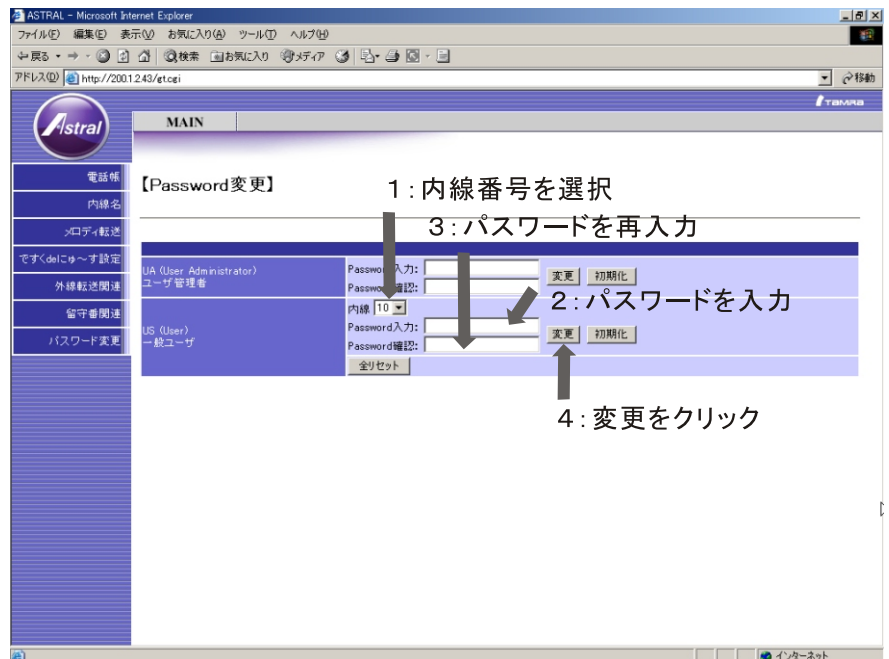 ASTRAL - Microsoft Internet Explorer
ファイル(F) 編集(E) 表示(V) お気に入り(A) ツール(T) ヘルプ(H)
戻る 検索 お気に入り メディア
アドレス(D) http://200.1.2.43/gt.cgi 移動
TAMRA
Astral
MAIN
電話帳
内線名
メロディ転送
ですくdelにゅ〜す設定
外線転送関連
留守番関連
パスワード変更
【Password変更】
1：内線番号を選択
3：パスワードを再入力
UA (User Administrator)
ユーザ管理者
Password入力:
Password確認:
変更 初期化
2：パスワードを入力
US (User)
一般ユーザ
内線 10
Password入力:
Password確認:
変更 初期化
全リセット
4：変更をクリック
インターネット